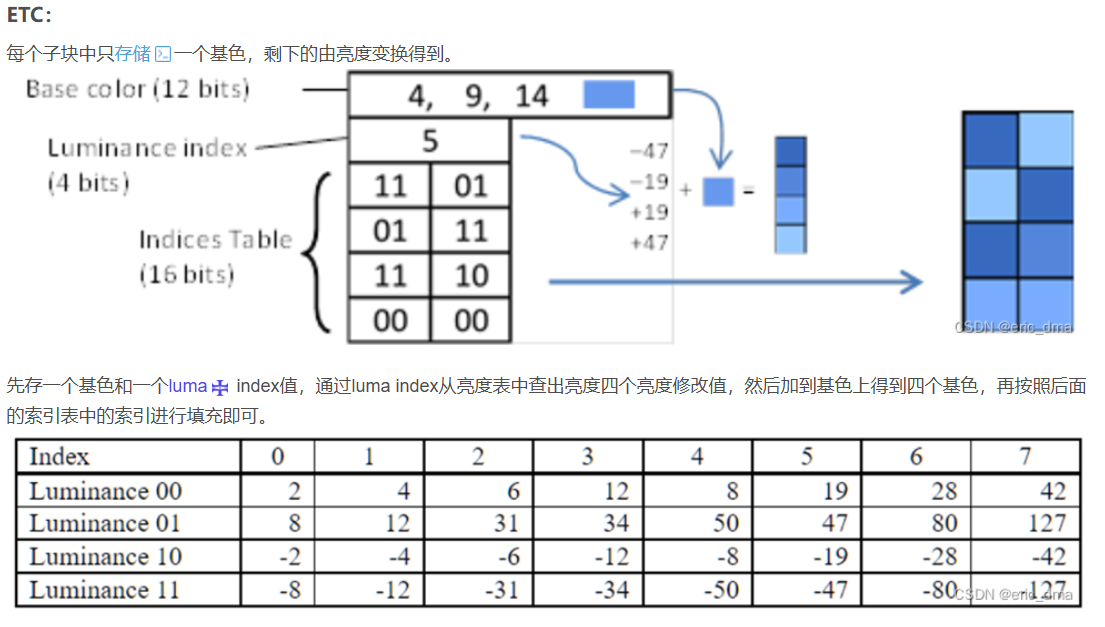 ETC:
每个子块中只存储一个基色，剩下的由亮度变换得到。
Base color (12 bits)
4, 9, 14
Luminance index
(4 bits)
5
Indices Table
(16 bits)
11 01
01 11
11 10
00 00
-47
-19 + =
+19
+47
CSDN @eric_dma
先存一个基色和一个luma index值，通过luma index从亮度表中查出亮度四个亮度修改值，然后加到基色上得到四个基色，再按照后面
的索引表中的索引进行填充即可。
Index 0 1 2 3 4 5 6 7
Luminance 00 2 4 6 12 8 19 28 42
Luminance 01 8 12 31 34 50 47 80 127
Luminance 10 -2 -4 -6 -12 -8 -19 -28 -42
Luminance 11 -8 -12 -31 -34 -50 -47 -80 -127
CSDN @eric_dma